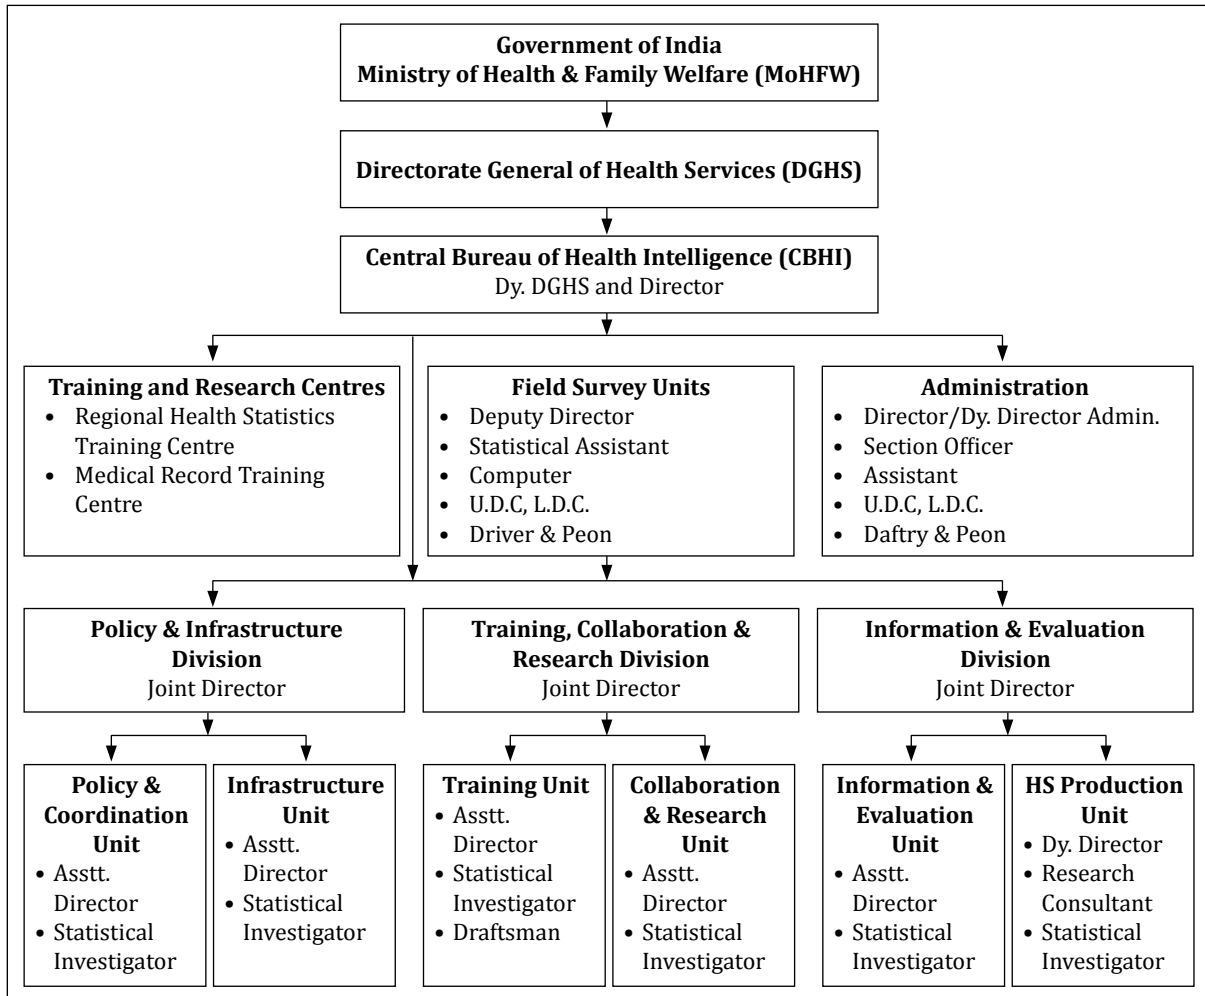 Government of India
Ministry of Health & Family Welfare (MoHFW)
Directorate General of Health Services (DGHS)
Central Bureau of Health Intelligence (CBHI)
Dy. DGHS and Director
Training and Research Centres
• Regional Health Statistics
Training Centre
• Medical Record Training
Centre
Field Survey Units
• Deputy Director
• Statistical Assistant
• Computer
• U.D.C, L.D.C.
• Driver & Peon
Administration
• Director/Dy. Director Admin.
• Section Officer
• Assistant
• U.D.C, L.D.C.
• Daftry & Peon
Policy & Infrastructure
Division
Joint Director
Training, Collaboration &
Research Division
Joint Director
Information & Evaluation
Division
Joint Director
Policy &
Coordination
Unit
• Asstt.
Director
• Statistical
Investigator
Infrastructure
Unit
• Asstt.
Director
• Statistical
Investigator
Training Unit
• Asstt.
Director
• Statistical
Investigator
• Draftsman
Collaboration
& Research
Unit
• Asstt.
Director
• Statistical
Investigator
Information &
Evaluation
Unit
• Asstt.
Director
• Statistical
Investigator
HS Production
Unit
• Dy. Director
• Research
Consultant
• Statistical
Investigator